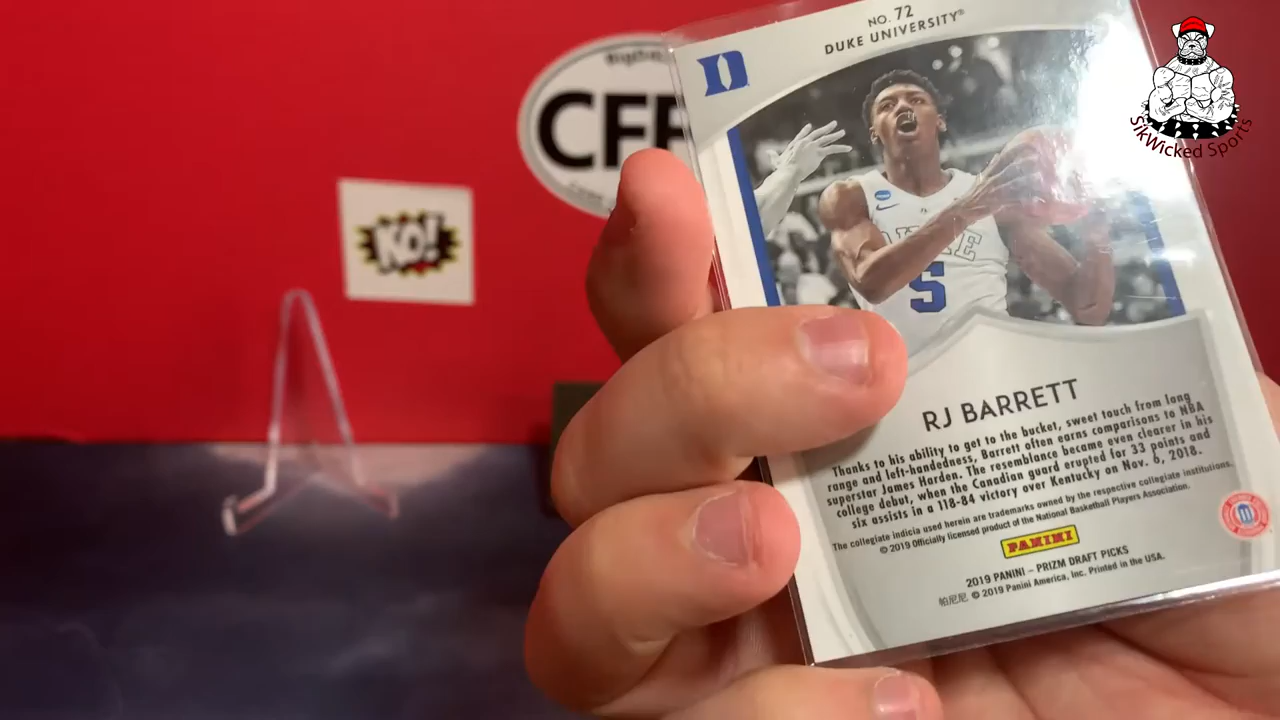 NO. 72
DUKE UNIVERSITY®
D
SikWicked Sports
CFF
KO!
DUKE
5
RJ BARRETT
Thanks to his ability to get to the bucket, sweet touch from long
range and left-handedness, Barrett often earns comparisons to NBA
superstar James Harden. The resemblance became even clearer in his
college debut, when the Canadian guard erupted for 33 points and
six assists in a 118-84 victory over Kentucky on Nov. 6, 2018.
The collegiate indicia used herein are trademarks owned by the respective collegiate institutions.
© 2019 Officially licensed product of the National Basketball Players Association.
PANINI
2019 PANINI – PRIZM DRAFT PICKS
帕尼尼. © 2019 Panini America, Inc. Printed in the USA.